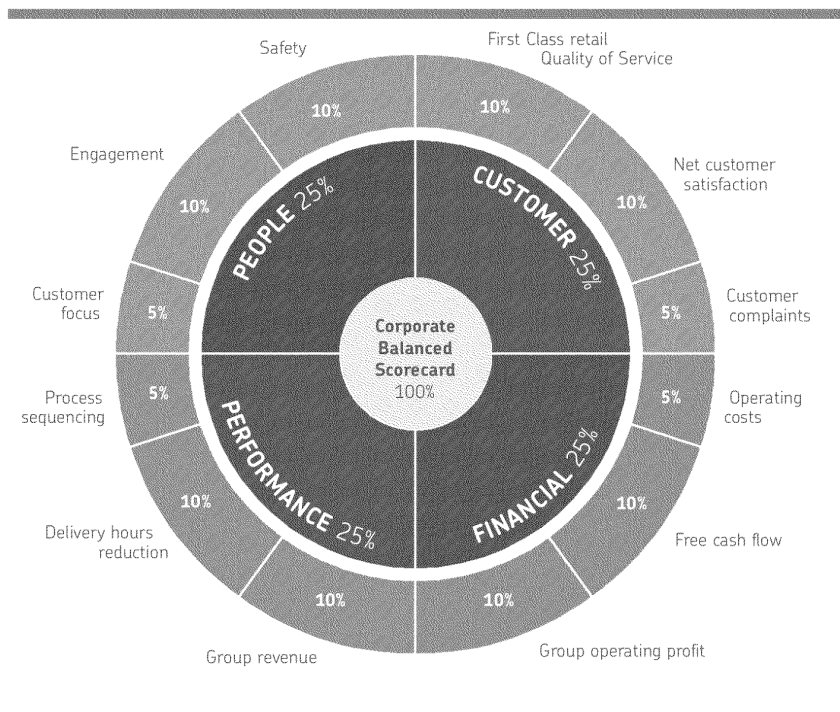 Safety
First Class retail
Quality of Service
10%
10%
Engagement
Net customer
satisfaction
10%
10%
PEOPLE 25%
CUSTOMER 25%
Customer
focus
5%
5%
Customer
complaints
Corporate
Balanced
Scorecard
100%
Process
sequencing
5%
5%
Operating
costs
PERFORMANCE 25%
FINANCIAL 25%
10%
10%
Delivery hours
reduction
Free cash flow
10%
10%
Group revenue
Group operating profit